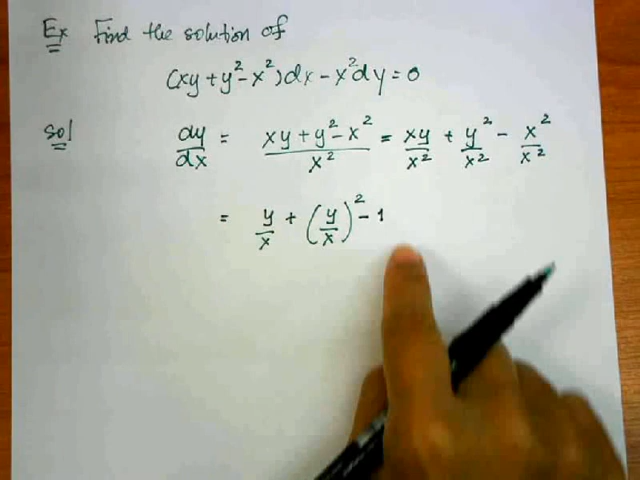 Ex Find the solution of
(xy + y² - x²)dx - x²dy = 0
sol dy/dx = (xy + y² - x²)/x² = xy/x² + y²/x² - x²/x²
= y/x + (y/x)² - 1